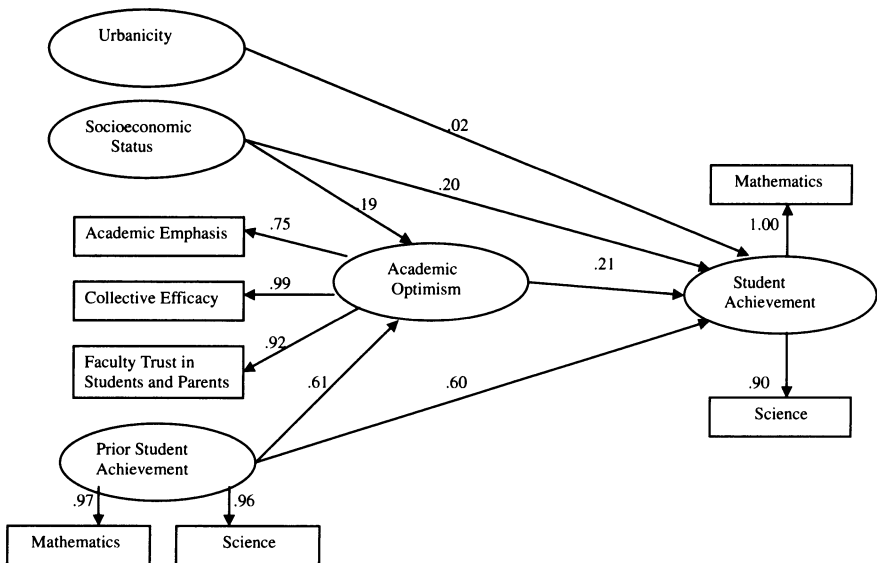 Urbanicity
.02
Socioeconomic
Status
.20
.19
Mathematics
1.00
Academic Emphasis
.75
Academic
Optimism
.21
Student
Achievement
Collective Efficacy
.99
Faculty Trust in
Students and Parents
.92
.61
.60
.90
Science
Prior Student
Achievement
.97
.96
Mathematics
Science